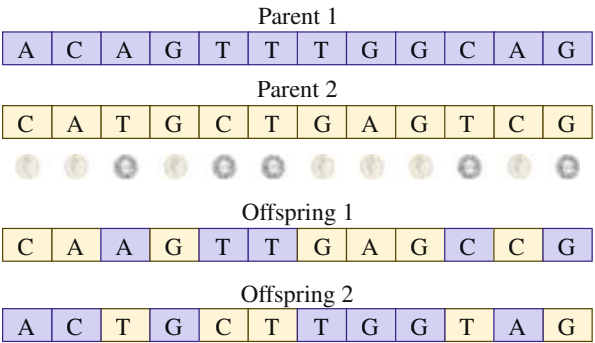 Parent 1
A C A G T T T G G C A G
Parent 2
C A T G C T G A G T C G
Offspring 1
C A A G T T G A G C C G
Offspring 2
A C T G C T T G G T A G